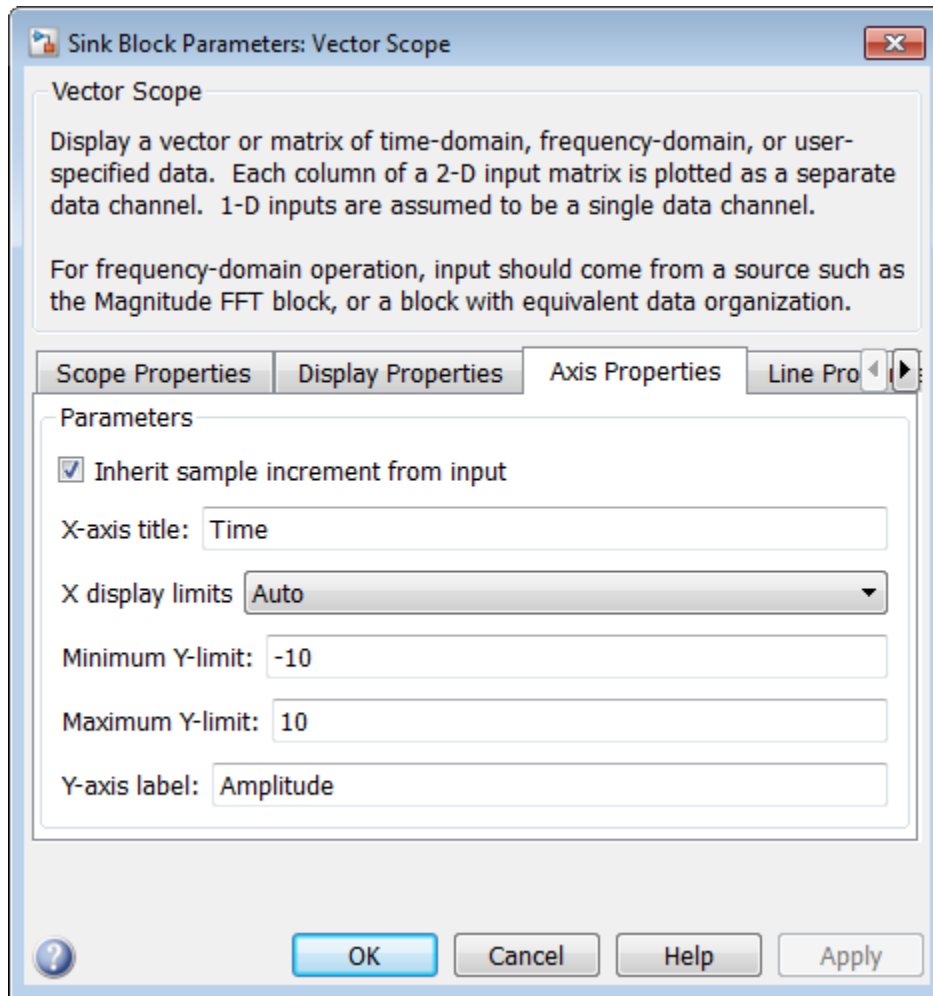 Sink Block Parameters: Vector Scope
Vector Scope
Display a vector or matrix of time-domain, frequency-domain, or user-
specified data.  Each column of a 2-D input matrix is plotted as a separate
data channel.  1-D inputs are assumed to be a single data channel.
For frequency-domain operation, input should come from a source such as
the Magnitude FFT block, or a block with equivalent data organization.
Scope Properties Display Properties Axis Properties Line
Parameters
Inherit sample increment from input
X-axis title: Time
X display limits Auto
Minimum Y-limit: -10
Maximum Y-limit: 10
Y-axis label: Amplitude
? OK Cancel Help Apply